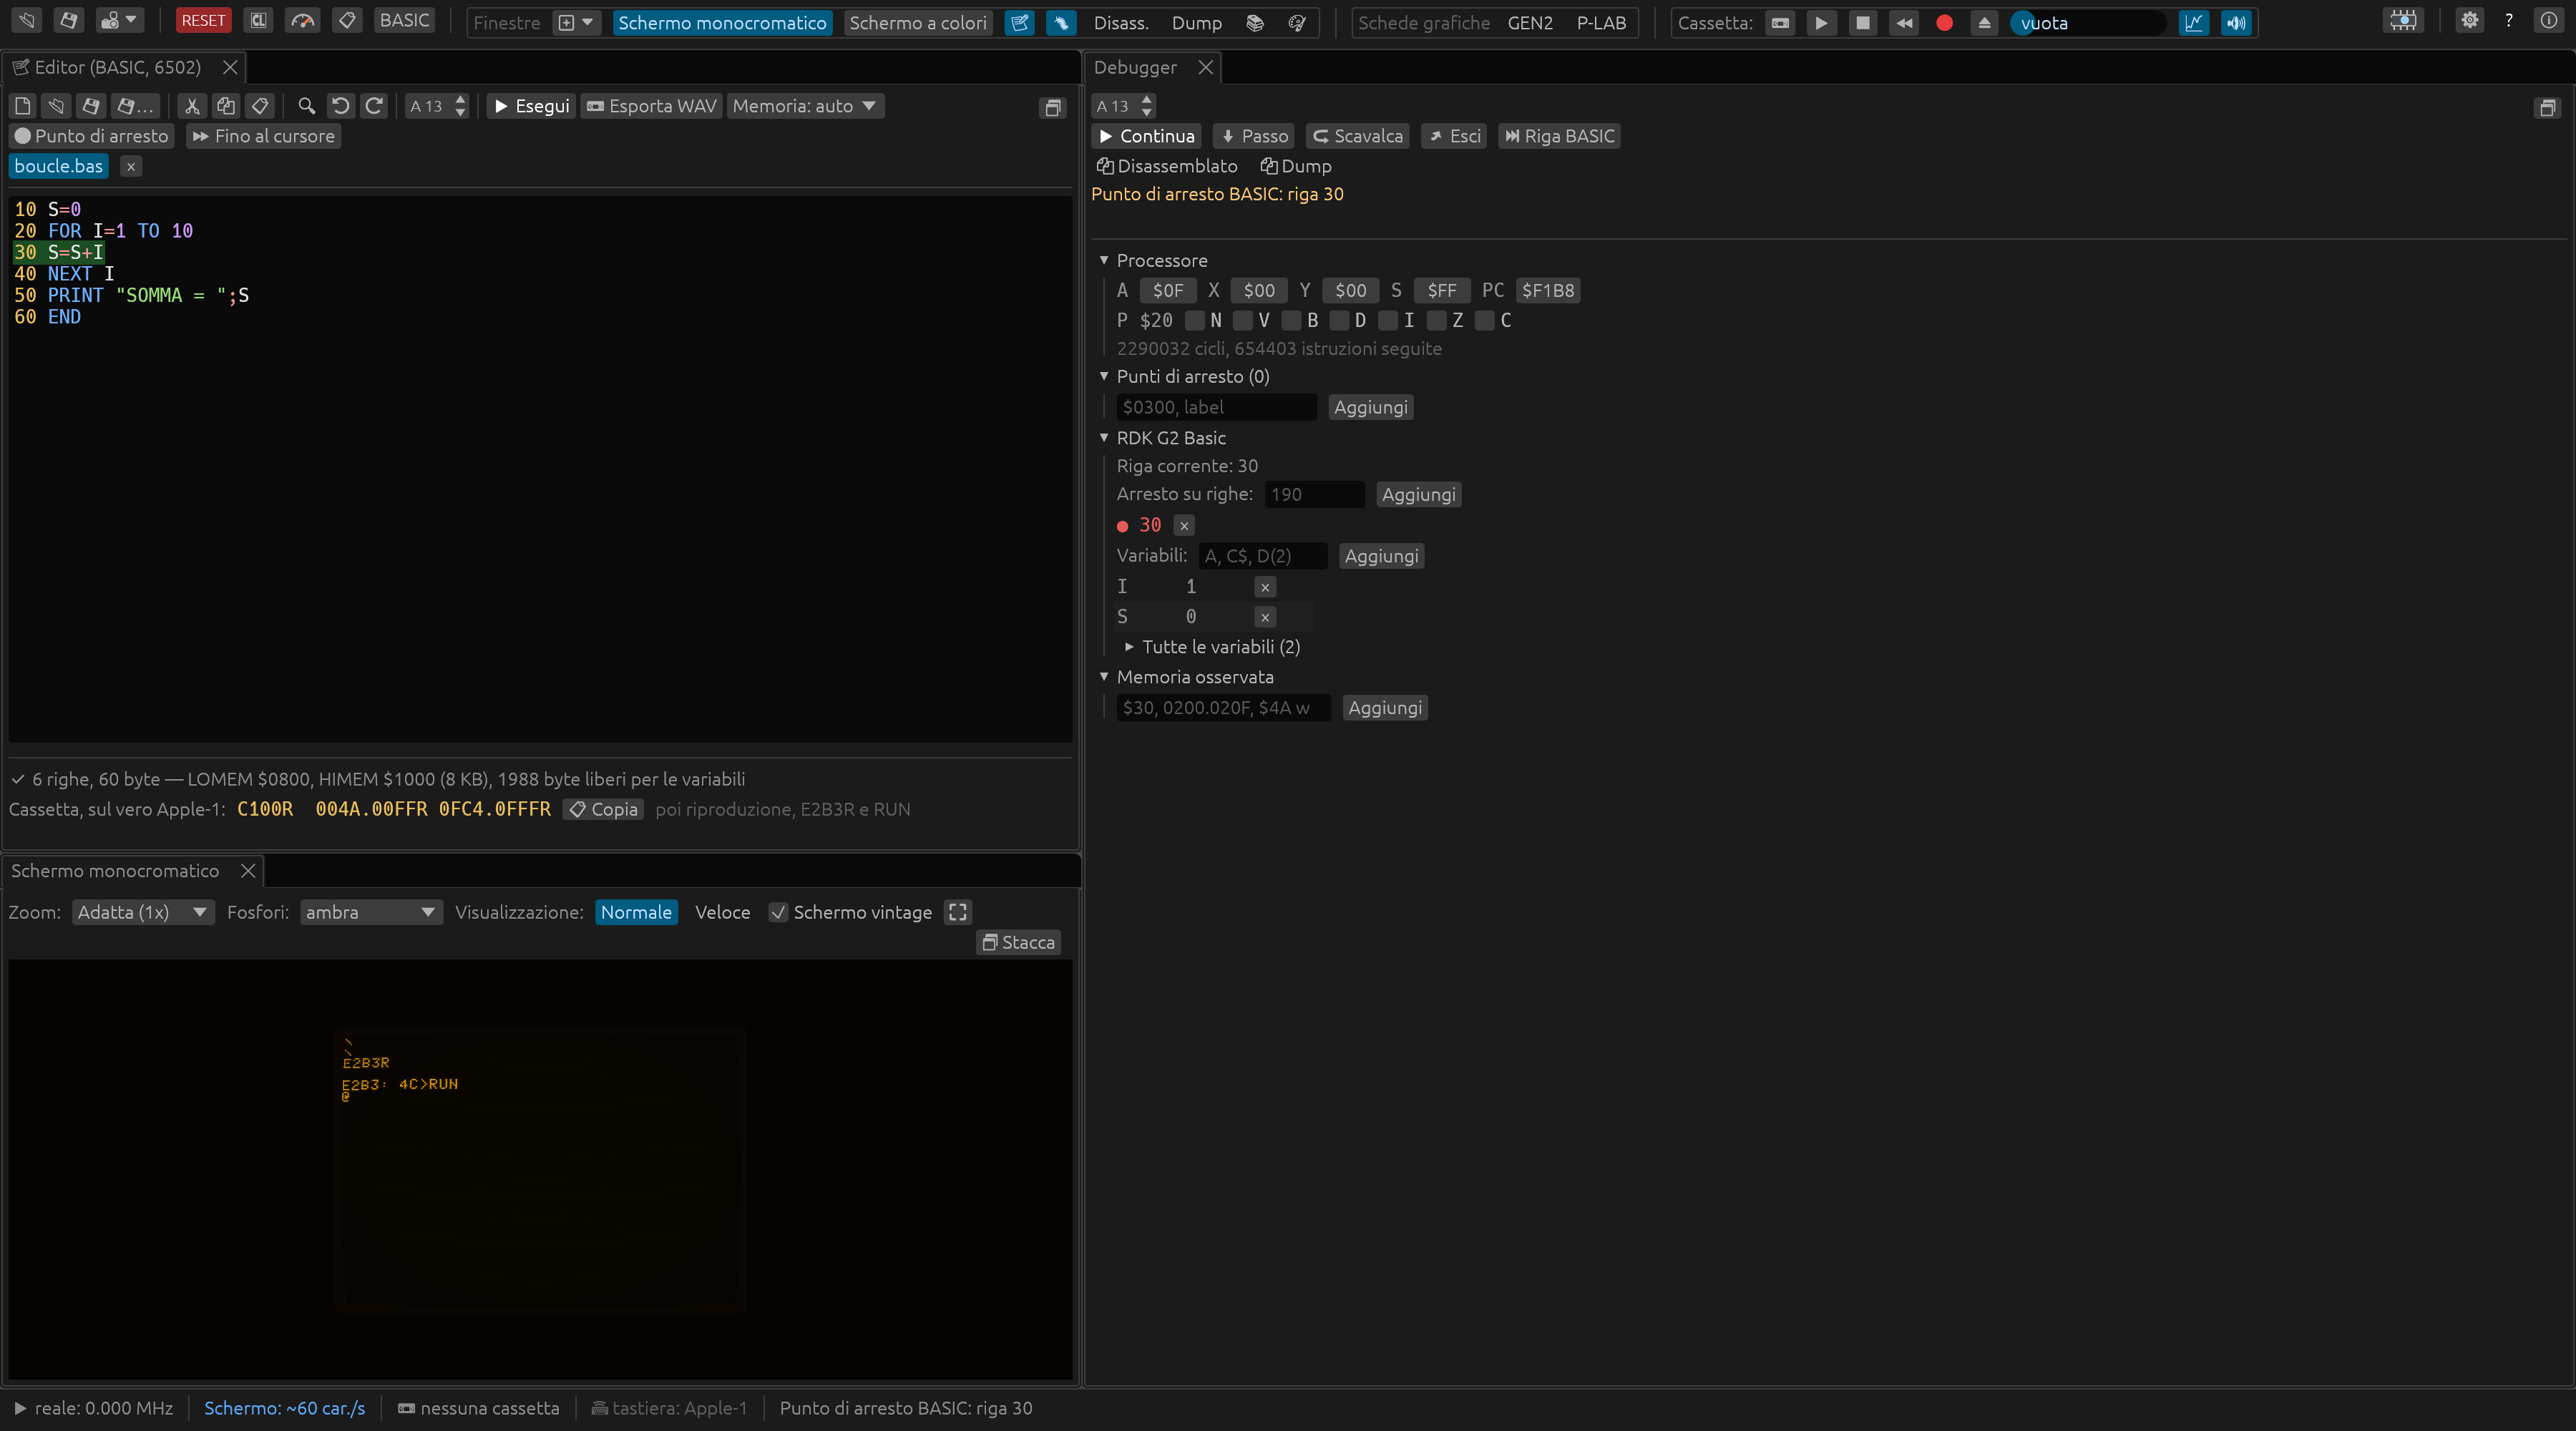 RESET CL BASIC Finestre Schermo monocromatico Schermo a colori Disass. Dump Schede grafiche GEN2 P-LAB Cassetta: vuota ?
Editor (BASIC, 6502)
A 13 Esegui Esporta WAV Memoria: auto
Punto di arresto Fino al cursore
boucle.bas x
10 S=0
20 FOR I=1 TO 10
30 S=S+I
40 NEXT I
50 PRINT "SOMMA = ";S
60 END
6 righe, 60 byte — LOMEM $0800, HIMEM $1000 (8 KB), 1988 byte liberi per le variabili
Cassetta, sul vero Apple-1: C100R 004A.00FFR 0FC4.0FFFR Copia poi riproduzione, E2B3R e RUN
Schermo monocromatico
Zoom: Adatta (1x) Fosfori: ambra Visualizzazione: Normale Veloce Schermo vintage
Stacca
\
\
E2B3R
E2B3: 4C>RUN
@
Debugger
A 13
Continua Passo Scavalca Esci Riga BASIC
Disassemblato Dump
Punto di arresto BASIC: riga 30
Processore
A $0F X $00 Y $00 S $FF PC $F1B8
P $20 N V B D I Z C
2290032 cicli, 654403 istruzioni seguite
Punti di arresto (0)
$0300, label Aggiungi
RDK G2 Basic
Riga corrente: 30
Arresto su righe: 190 Aggiungi
30 x
Variabili: A, C$, D(2) Aggiungi
I 1 x
S 0 x
Tutte le variabili (2)
Memoria osservata
$30, 0200.020F, $4A w Aggiungi
reale: 0.000 MHz Schermo: ~60 car./s nessuna cassetta tastiera: Apple-1 Punto di arresto BASIC: riga 30